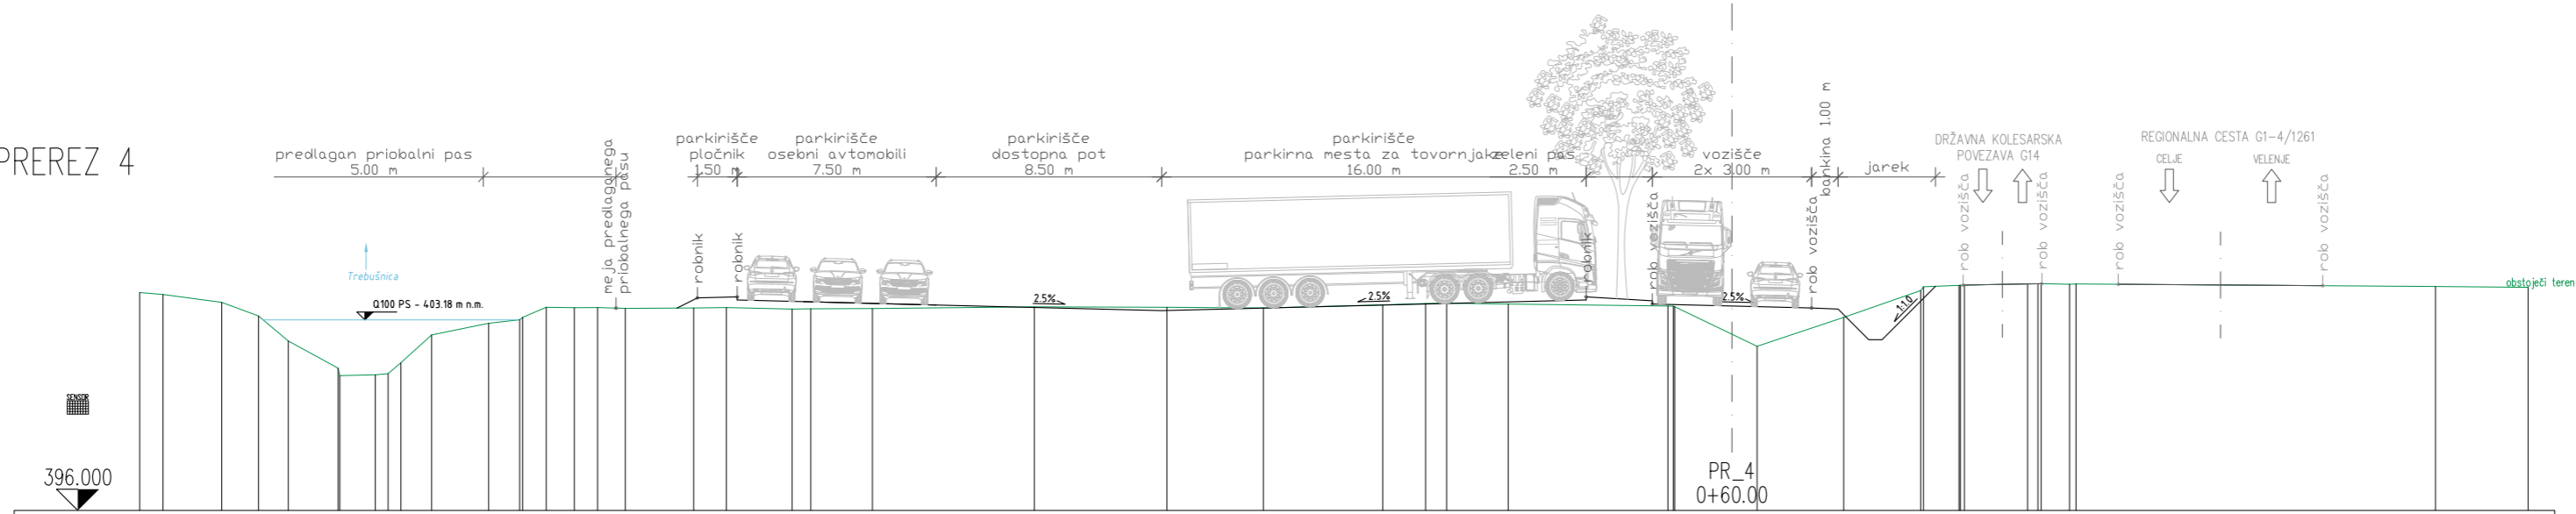 PREREZ 4
predlagan priobalni pas
5.00 m
meja predlaganega
priobalnega pasu
parkirišče
pločnik
1.50 m
parkirišče
osebni avtomobili
7.50 m
parkirišče
dostopna pot
8.50 m
parkirišče
parkirna mesta za tovornjake
16.00 m
zeleni pas
2.50 m
vozišče
2x 3.00 m
bankina 1.00 m
jarek
DRŽAVNA KOLESARSKA
POVEZAVA G14
REGIONALNA CESTA G1-4/1261
CELJE
VELENJE
robnik
robnik
robnik
rob vozišča
rob vozišča
rob vozišča
rob vozišča
rob vozišča
rob vozišča
Trebušnica
Q100 PS - 403.18 m n.m.
2.5%
2.5%
2.5%
1:1.0
obstoječi teren
SENSOR
396.000
PR_4
0+60.00